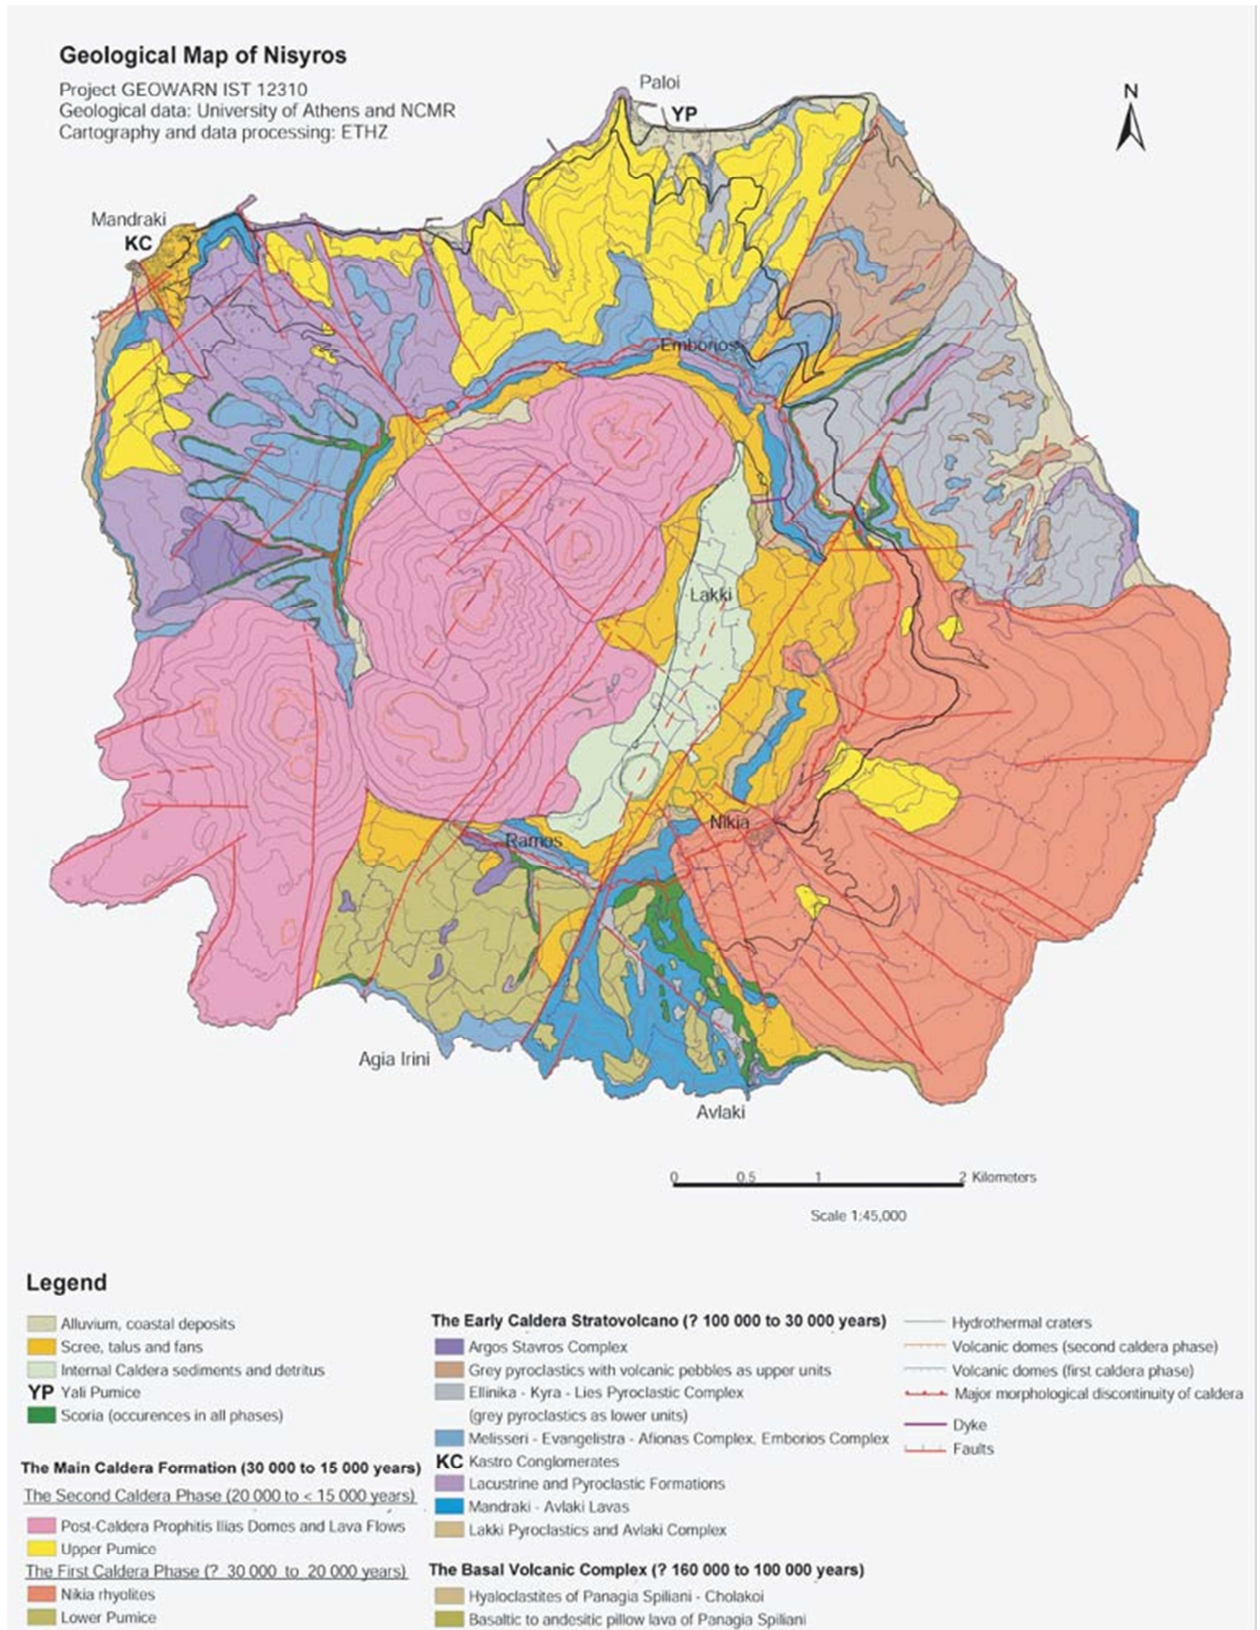 Geological Map of Nisyros
Project GEOWARN IST 12310
Geological data: University of Athens and NCMR
Cartography and data processing: ETHZ
N
Paloi
YP
Mandraki
KC
Emborios
Lakki
Nikia
Ramos
Agia Irini
Avlaki
0 0.5 1 2 Kilometers
Scale 1:45,000
Legend
Alluvium, coastal deposits
Scree, talus and fans
Internal Caldera sediments and detritus
YP Yali Pumice
Scoria (occurences in all phases)
The Main Caldera Formation (30 000 to 15 000 years)
The Second Caldera Phase (20 000 to < 15 000 years)
Post-Caldera Prophitis Ilias Domes and Lava Flows
Upper Pumice
The First Caldera Phase (? 30 000 to 20 000 years)
Nikia rhyolites
Lower Pumice
The Early Caldera Stratovolcano (? 100 000 to 30 000 years)
Argos Stavros Complex
Grey pyroclastics with volcanic pebbles as upper units
Ellinika - Kyra - Lies Pyroclastic Complex
(grey pyroclastics as lower units)
Melisseri - Evangelistra - Afionas Complex, Emborios Complex
KC Kastro Conglomerates
Lacustrine and Pyroclastic Formations
Mandraki - Avlaki Lavas
Lakki Pyroclastics and Avlaki Complex
The Basal Volcanic Complex (? 160 000 to 100 000 years)
Hyaloclastites of Panagia Spiliani - Cholakoi
Basaltic to andesitic pillow lava of Panagia Spiliani
Hydrothermal craters
Volcanic domes (second caldera phase)
Volcanic domes (first caldera phase)
Major morphological discontinuity of caldera
Dyke
Faults